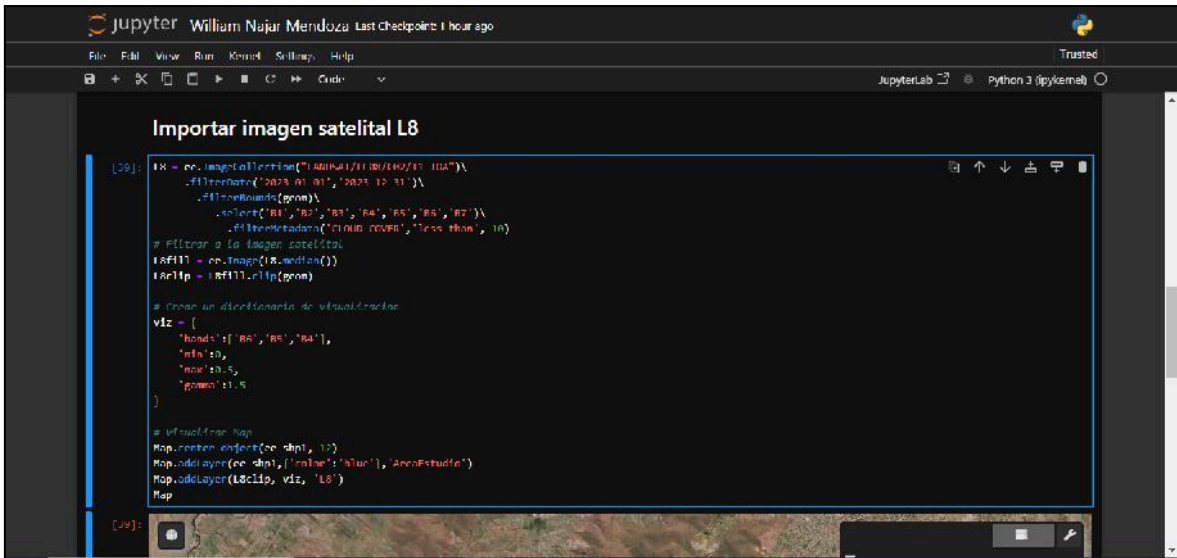 jupyter William Najar Mendoza Last Checkpoint: 1 hour ago
File Edit View Run Kernel Settings Help
Trusted
Code
JupyterLab
Python 3 (ipykernel)
Importar imagen satelital L8
[39]:
L8 = ee.ImageCollection("LANDSAT/LC08/C02/T1_TOA")\
.filterDate('2023-01-01','2023-12-31')\
.filterBounds(geom)\
.select('B1','B2','B3','B4','B5','B6','B7')\
.filterMetadata("CLOUD_COVER","less_than", 10)
# Filtrar a la imagen satelital
L8fill = ee.Image(L8.median())
L8clip = L8fill.clip(geom)
# Crear un diccionario de visualizacion
viz = {
'bands':['B6','B5','B4'],
'min':0,
'max':0.5,
'gamma':1.5
}
# Visualizar Map
Map.center_object(ee_shp1, 12)
Map.addLayer(ee_shp1,{'color':'blue'},'AreaEstudio')
Map.addLayer(L8clip, viz, 'L8')
Map
[39]: